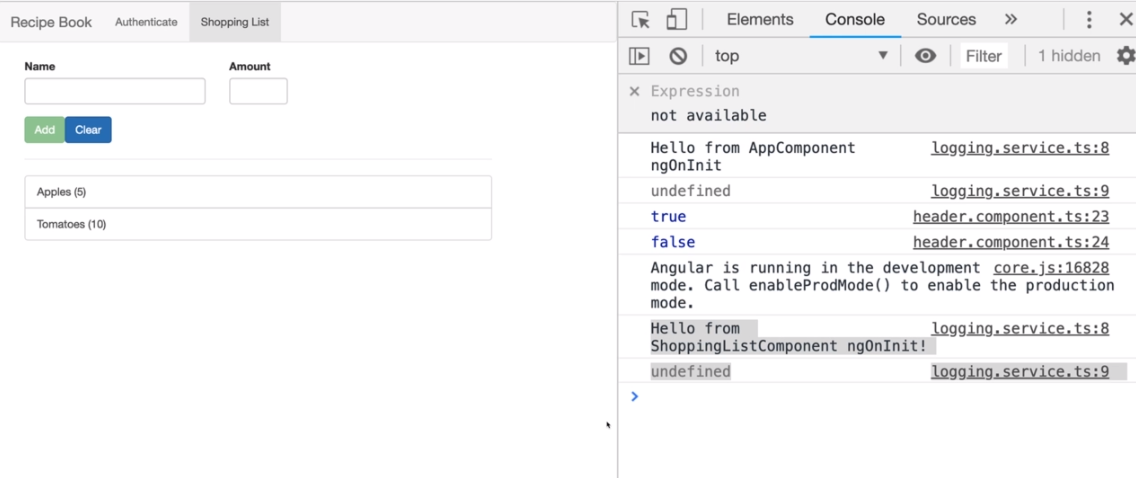 Recipe Book Authenticate Shopping List
Name Amount
Add Clear
Apples (5)
Tomatoes (10)
Elements Console Sources »
top Filter 1 hidden
Expression
not available
Hello from AppComponent logging.service.ts:8
ngOnInit
undefined logging.service.ts:9
true header.component.ts:23
false header.component.ts:24
Angular is running in the development core.js:16828
mode. Call enableProdMode() to enable the production
mode.
Hello from logging.service.ts:8
ShoppingListComponent ngOnInit!
undefined logging.service.ts:9